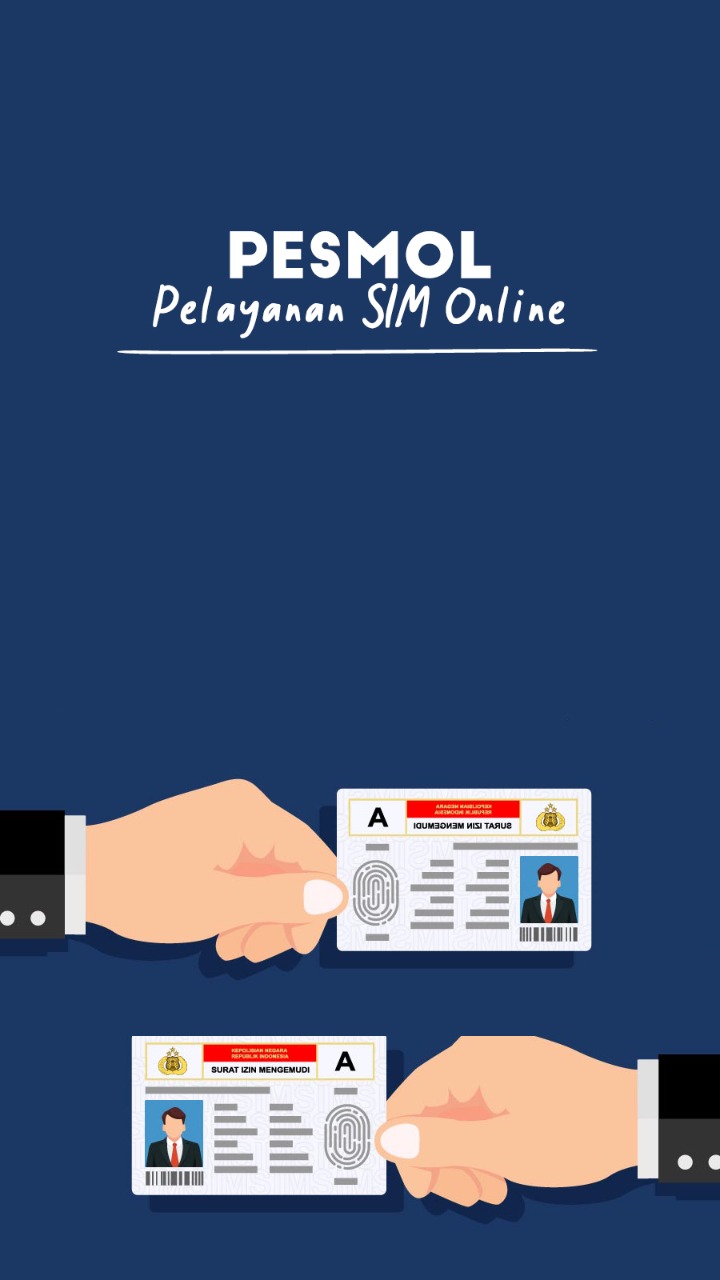 PESMOL
Pelayanan SIM Online
A
KEPOLISIAN NEGARA
REPUBLIK INDONESIA
SURAT IZIN MENGEMUDI
KEPOLISIAN NEGARA
REPUBLIK INDONESIA
SURAT IZIN MENGEMUDI
A